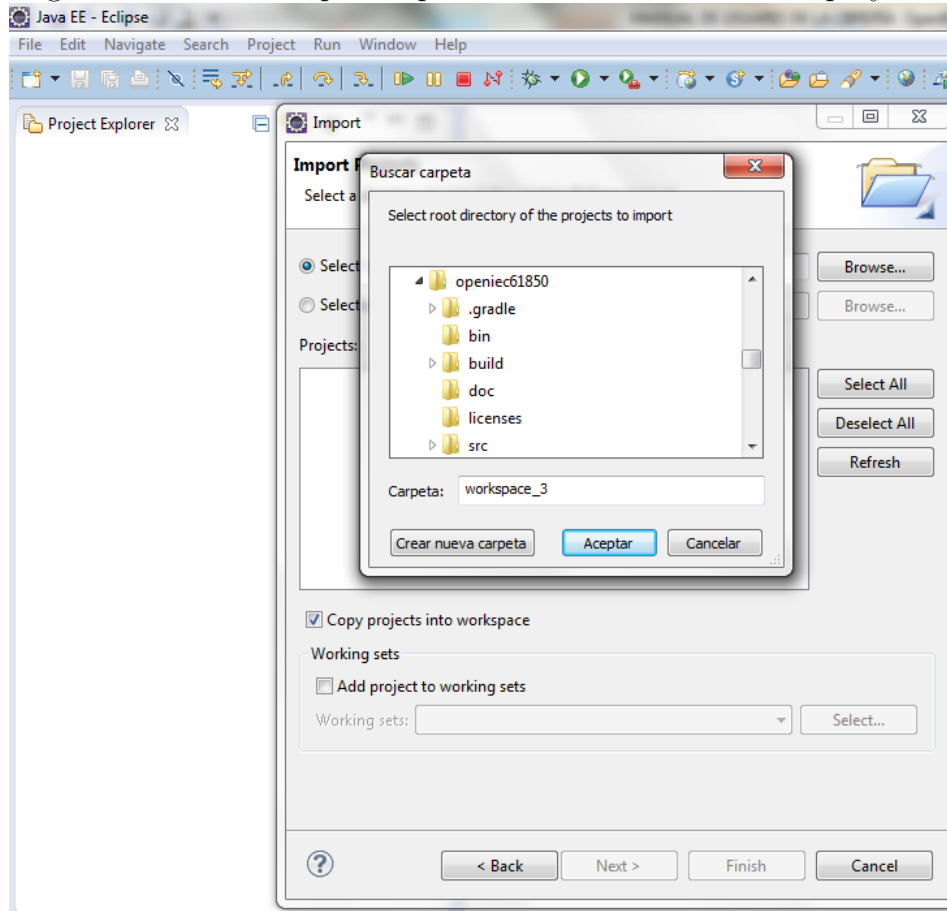 Java EE - Eclipse
File Edit Navigate Search Project Run Window Help
Project Explorer
Import
Import
Select a
Buscar carpeta
Select root directory of the projects to import
Select
Browse...
Select
Browse...
openiec61850
.gradle
bin
build
doc
licenses
src
Projects:
Select All
Deselect All
Refresh
Carpeta: workspace_3
Crear nueva carpeta Aceptar Cancelar
Copy projects into workspace
Working sets
Add project to working sets
Working sets: Select...
? < Back Next > Finish Cancel